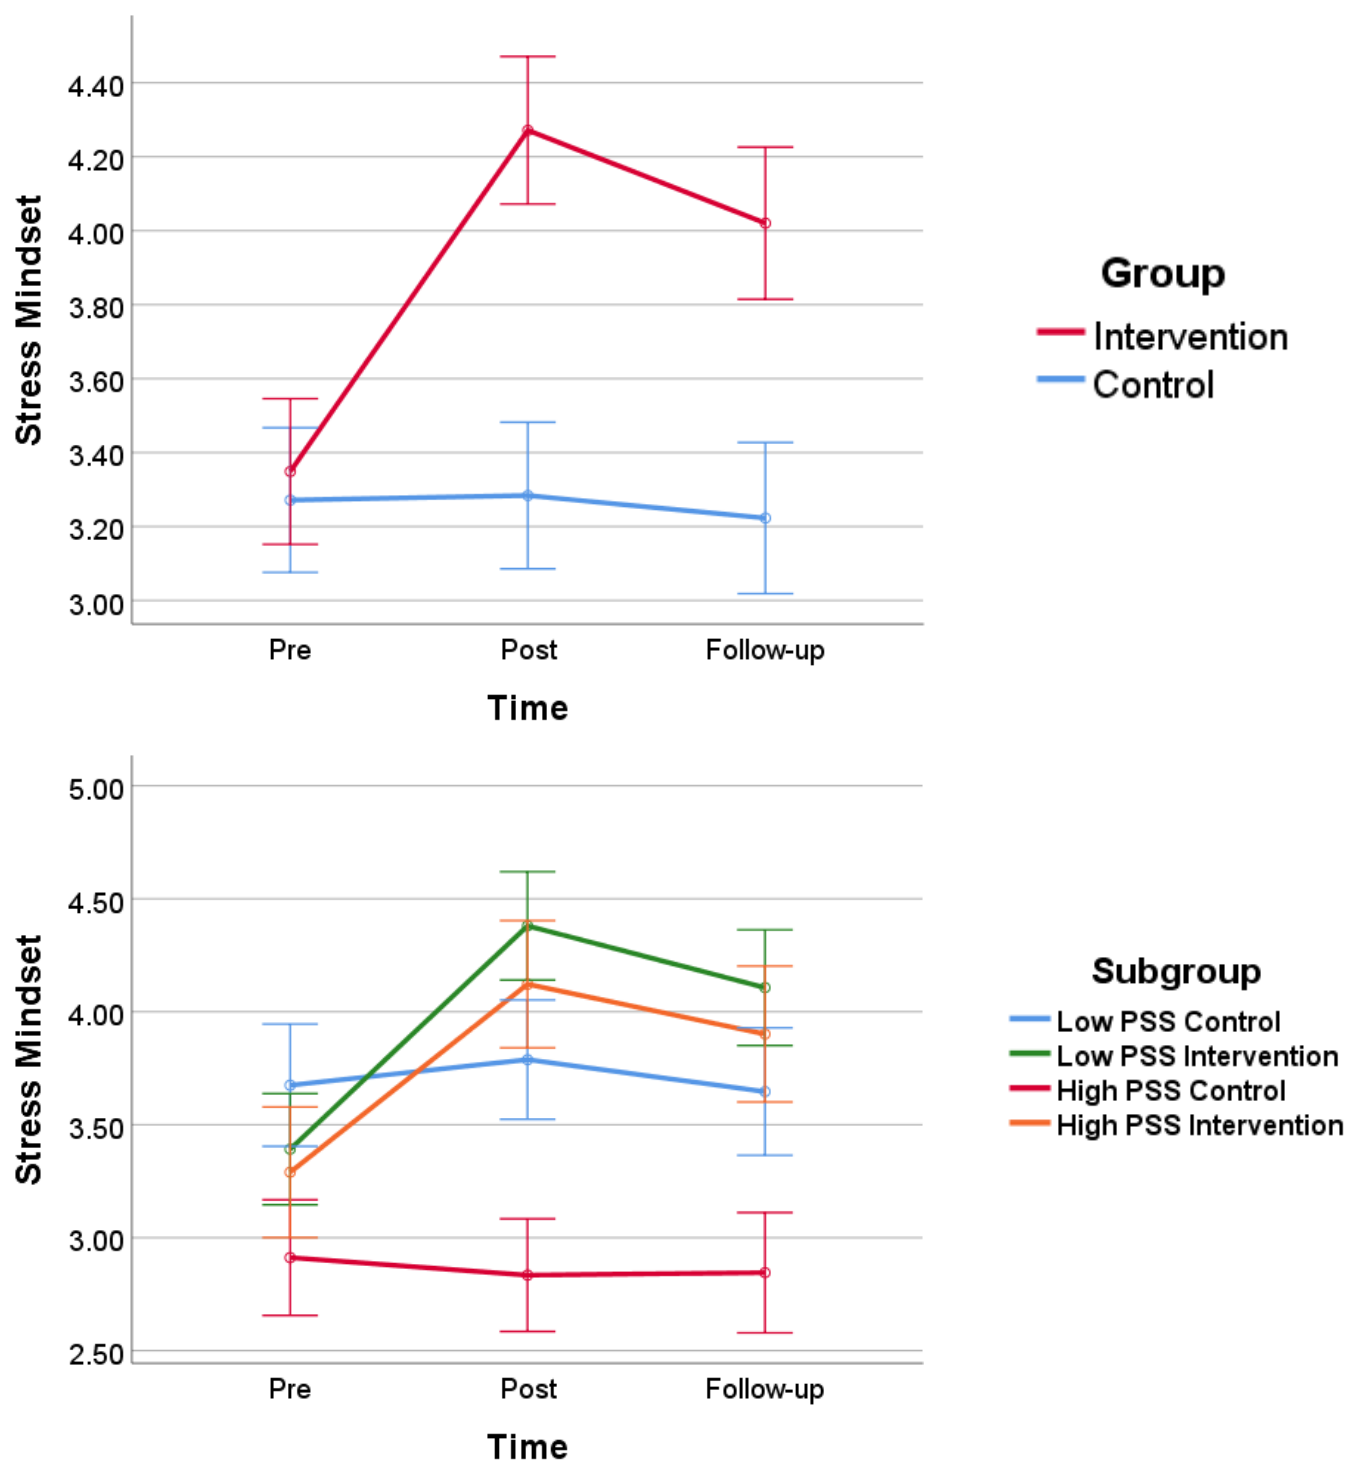 Stress Mindset
4.40
4.20
4.00
3.80
3.60
3.40
3.20
3.00
Pre Post Follow-up
Time
Group
Intervention
Control
Stress Mindset
5.00
4.50
4.00
3.50
3.00
2.50
Pre Post Follow-up
Time
Subgroup
Low PSS Control
Low PSS Intervention
High PSS Control
High PSS Intervention